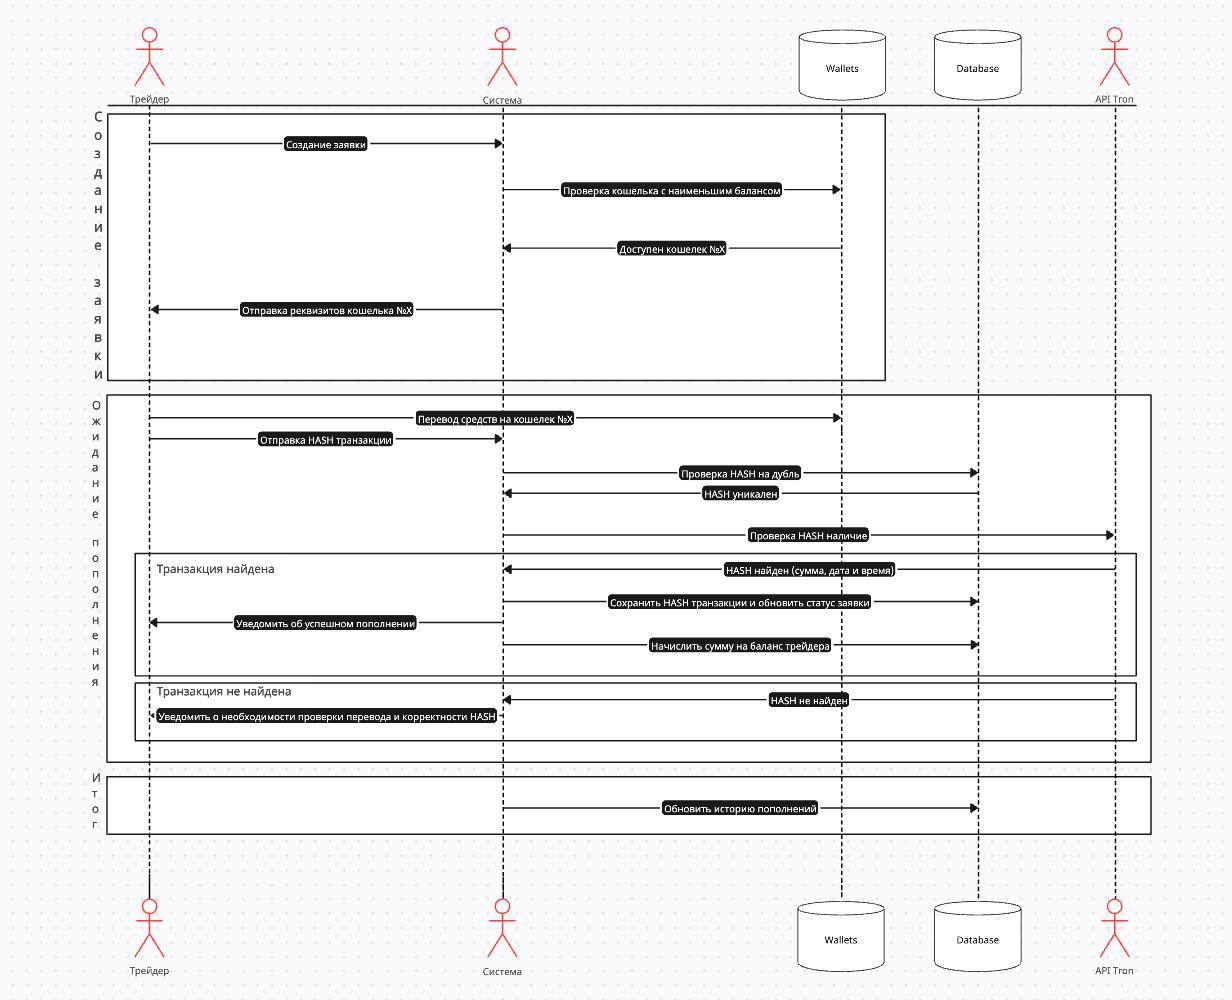 Трейдер
Система
Wallets
Database
API Tron
Создание заявки
Создание заявки
Проверка кошелька с наименьшим балансом
Доступен кошелек №X
Отправка реквизитов кошелька №X
Ожидание пополнения
Перевод средств на кошелек №X
Отправка HASH транзакции
Проверка HASH на дубль
HASH уникален
Проверка HASH наличие
Транзакция найдена
HASH найден (сумма, дата и время)
Сохранить HASH транзакции и обновить статус заявки
Уведомить об успешном пополнении
Начислить сумму на баланс трейдера
Транзакция не найдена
HASH не найден
Уведомить о необходимости проверки перевода и корректности HASH
Итог
Обновить историю пополнений
Трейдер
Система
Wallets
Database
API Tron